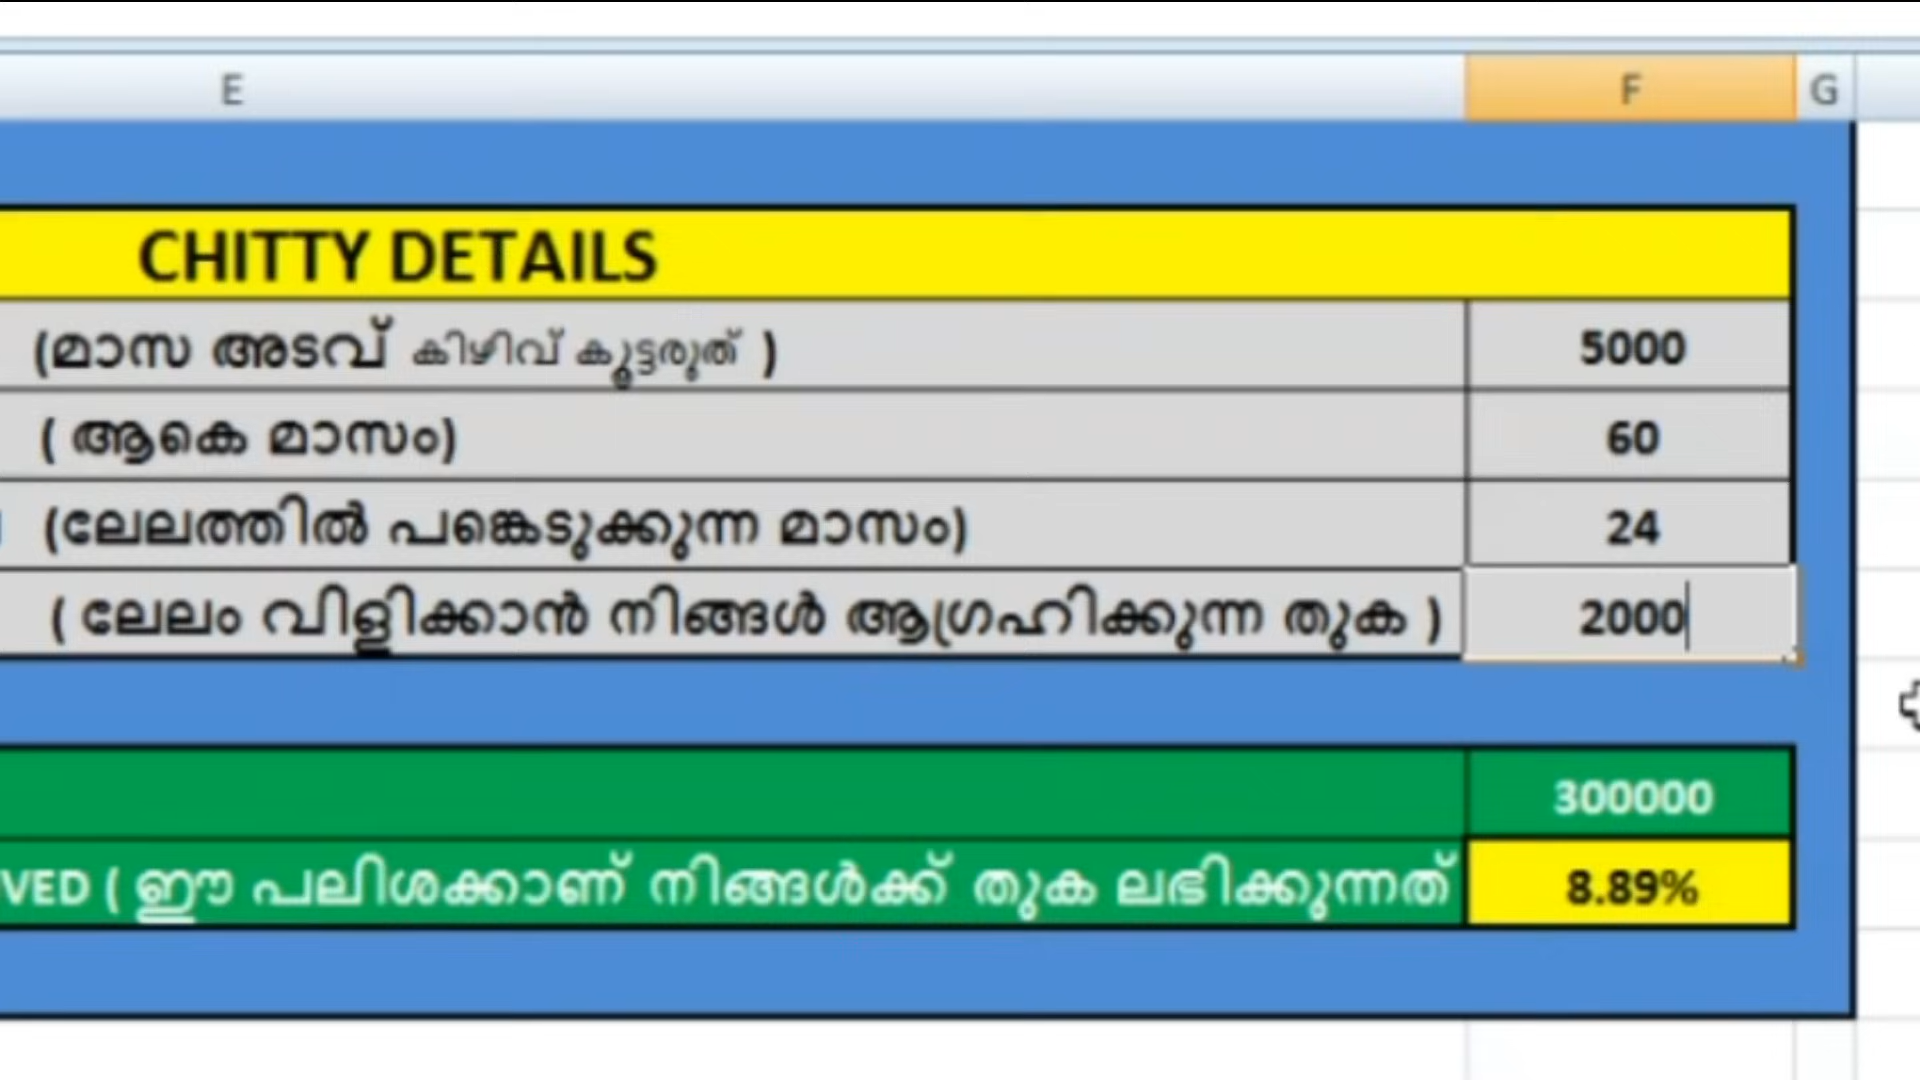 E F G
CHITTY DETAILS
(മാസ അടവ് കിഴിവ് കൂട്ടരുത് ) 5000
( ആകെ മാസം) 60
(ലേലത്തിൽ പങ്കെടുക്കുന്ന മാസം) 24
( ലേലം വിളിക്കാൻ നിങ്ങൾ ആഗ്രഹിക്കുന്ന തുക ) 2000
300000
VED ( ഈ പലിശക്കാണ് നിങ്ങൾക്ക് തുക ലഭിക്കുന്നത് 8.89%